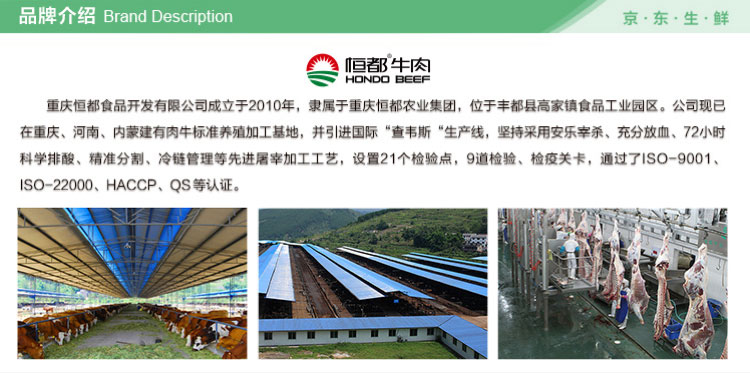 品牌介绍 Brand Description
京·东·生·鲜
恒都®牛肉
HONDO BEEF
重庆恒都食品开发有限公司成立于2010年，隶属于重庆恒都农业集团，位于丰都县高家镇食品工业园区。公司现已
在重庆、河南、内蒙建有肉牛标准养殖加工基地，并引进国际“查韦斯“生产线，坚持采用安乐宰杀、充分放血、72小时
科学排酸、精准分割、冷链管理等先进屠宰加工工艺，设置21个检验点，9道检验、检疫关卡，通过了ISO-9001、
ISO-22000、HACCP、QS等认证。